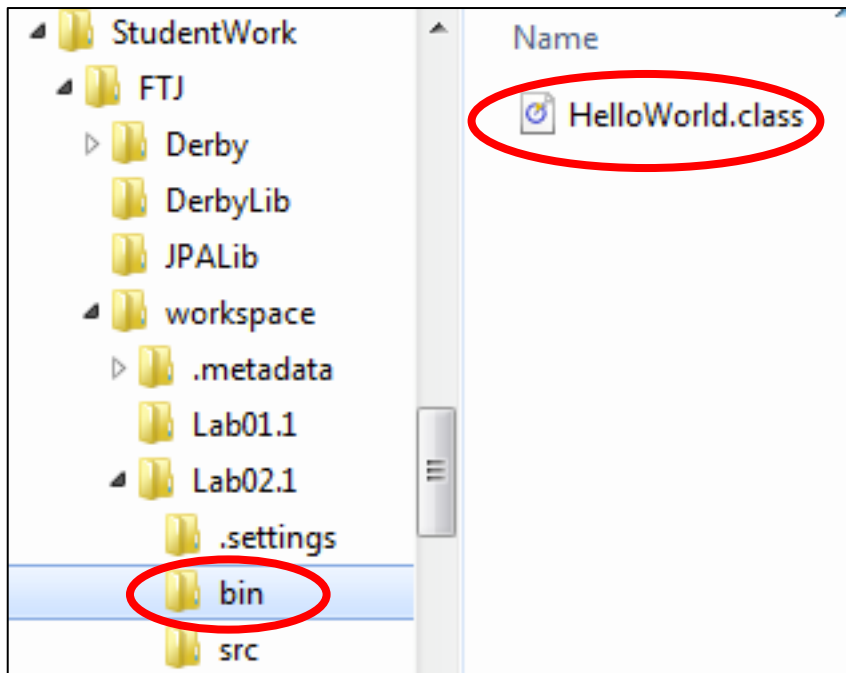 StudentWork
FTJ
Derby
DerbyLib
JPALib
workspace
.metadata
Lab01.1
Lab02.1
.settings
bin
src
Name
HelloWorld.class